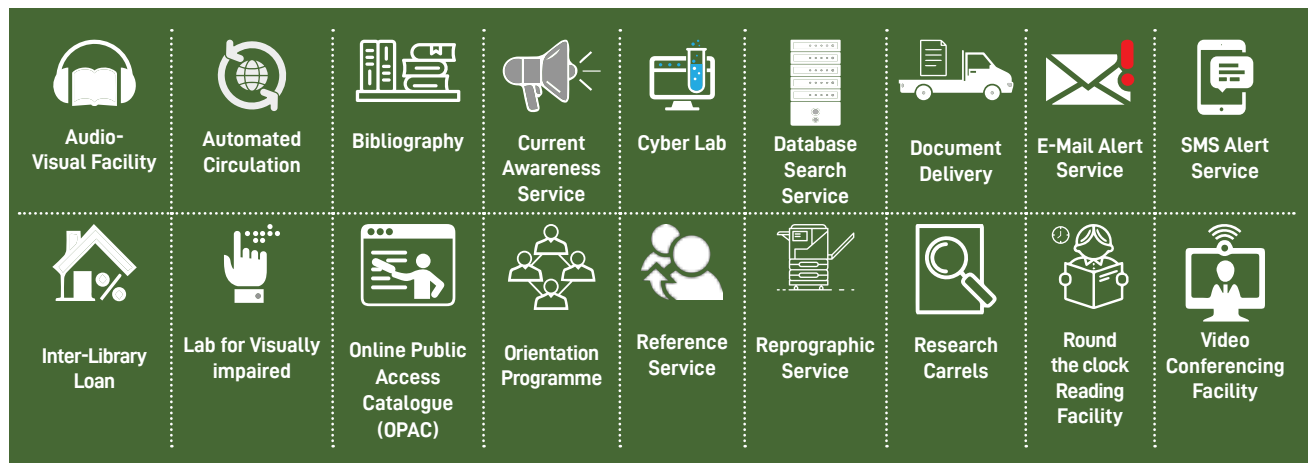 Audio-
Visual Facility
Automated
Circulation
Bibliography
Current
Awareness
Service
Cyber Lab
Database
Search
Service
Document
Delivery
E-Mail Alert
Service
SMS Alert
Service
Inter-Library
Loan
Lab for Visually
impaired
Online Public
Access
Catalogue
(OPAC)
Orientation
Programme
Reference
Service
Reprographic
Service
Research
Carrels
Round
the clock
Reading
Facility
Video
Conferencing
Facility